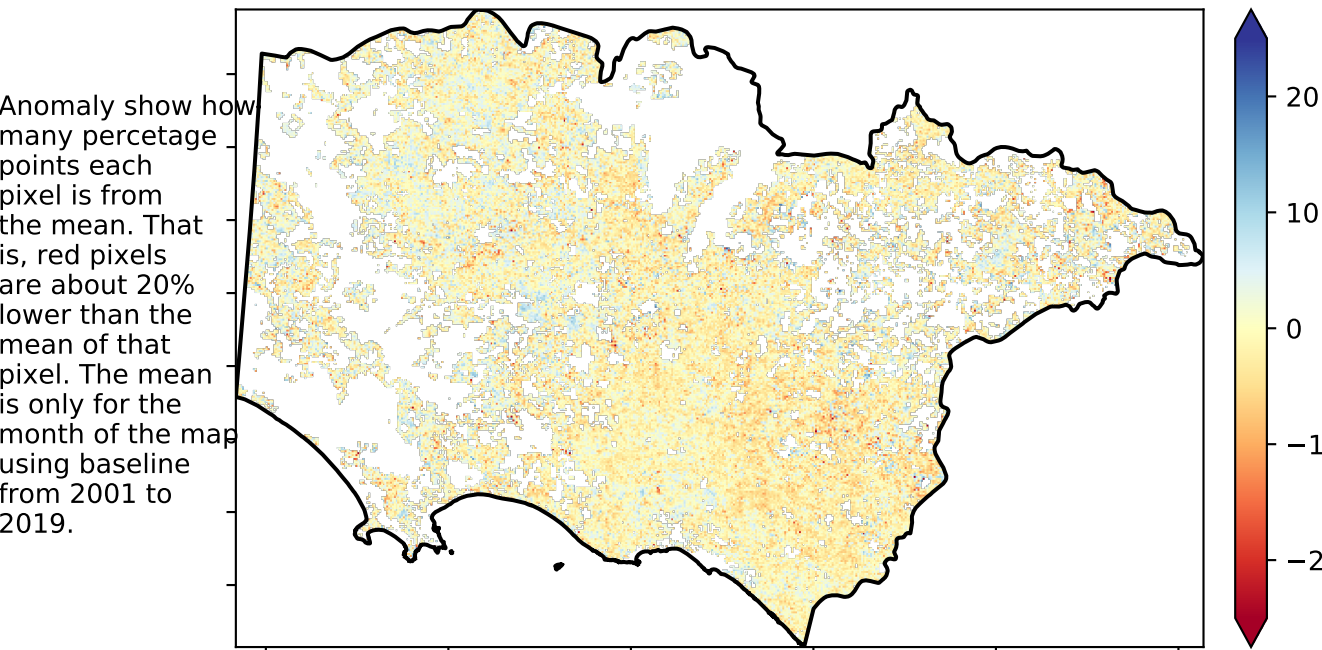 Anomaly show how
many percetage
points each
pixel is from
the mean. That
is, red pixels
are about 20%
lower than the
mean of that
pixel. The mean
is only for the
month of the map
using baseline
from 2001 to
2019.
20
10
0
−1
−2